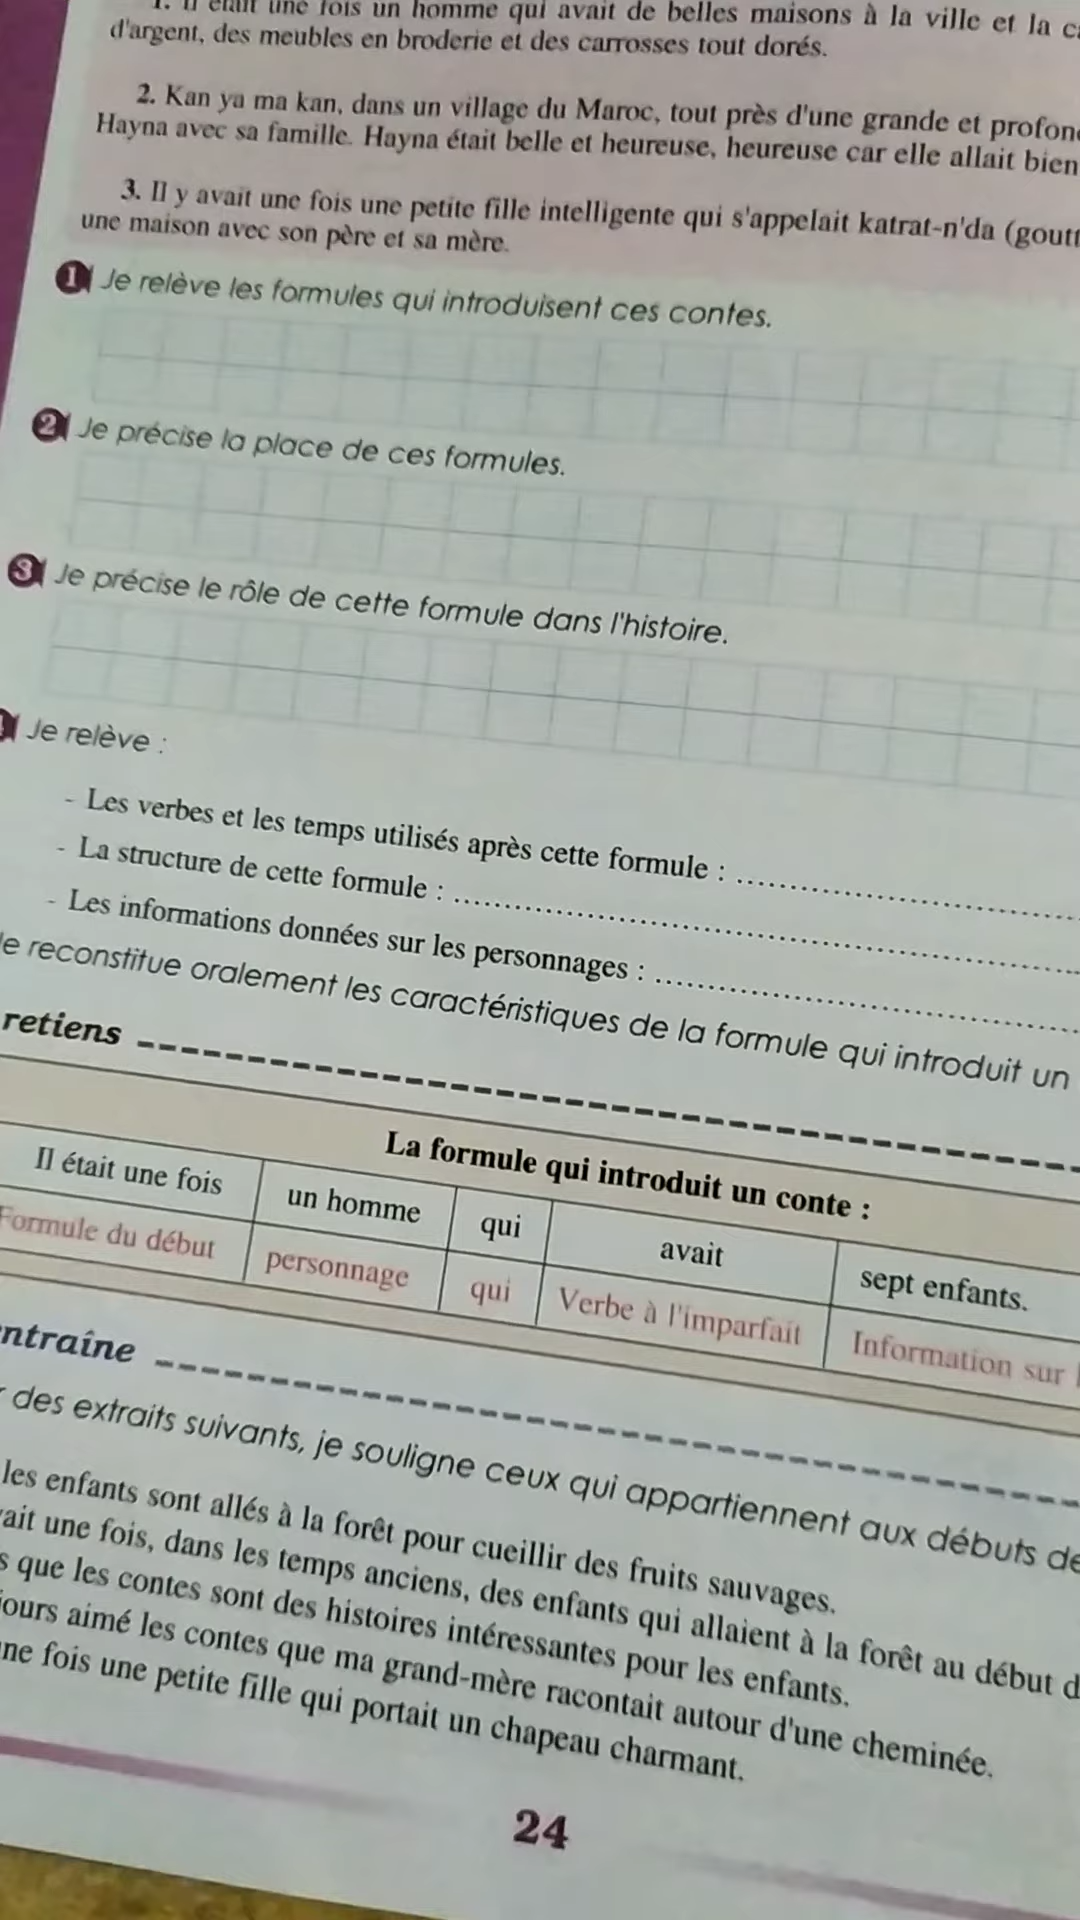 1. Il était une fois un homme qui avait de belles maisons à la ville et la
d'argent, des meubles en broderie et des carrosses tout dorés.
2. Kan ya ma kan, dans un village du Maroc, tout près d'une grande et
Hayna avec sa famille. Hayna était belle et heureuse, heureuse car elle allait bien
3. Il y avait une fois une petite fille intelligente qui s'appelait katrat-n'da
une maison avec son père et sa mère.
1 Je relève les formules qui introduisent ces contes.
2 Je précise la place de ces formules.
3 Je précise le rôle de cette formule dans l'histoire.
Je relève :
- Les verbes et les temps utilisés après cette formule : ....................
- La structure de cette formule : ....................
- Les informations données sur les personnages : ....................
reconstitue oralement les caractéristiques de la formule qui introduit un
retiens
La formule qui introduit un conte :
Il était une fois un homme qui avait sept enfants.
Formule du début personnage qui Verbe à l'imparfait Information sur
des extraits suivants, je souligne ceux qui appartiennent aux débuts
les enfants sont allés à la forêt pour cueillir des fruits sauvages.
une fois, dans les temps anciens, des enfants qui allaient à la forêt au début
que les contes sont des histoires intéressantes pour les enfants.
aimé les contes que ma grand-mère racontait autour d'une cheminée.
fois une petite fille qui portait un chapeau charmant.
24